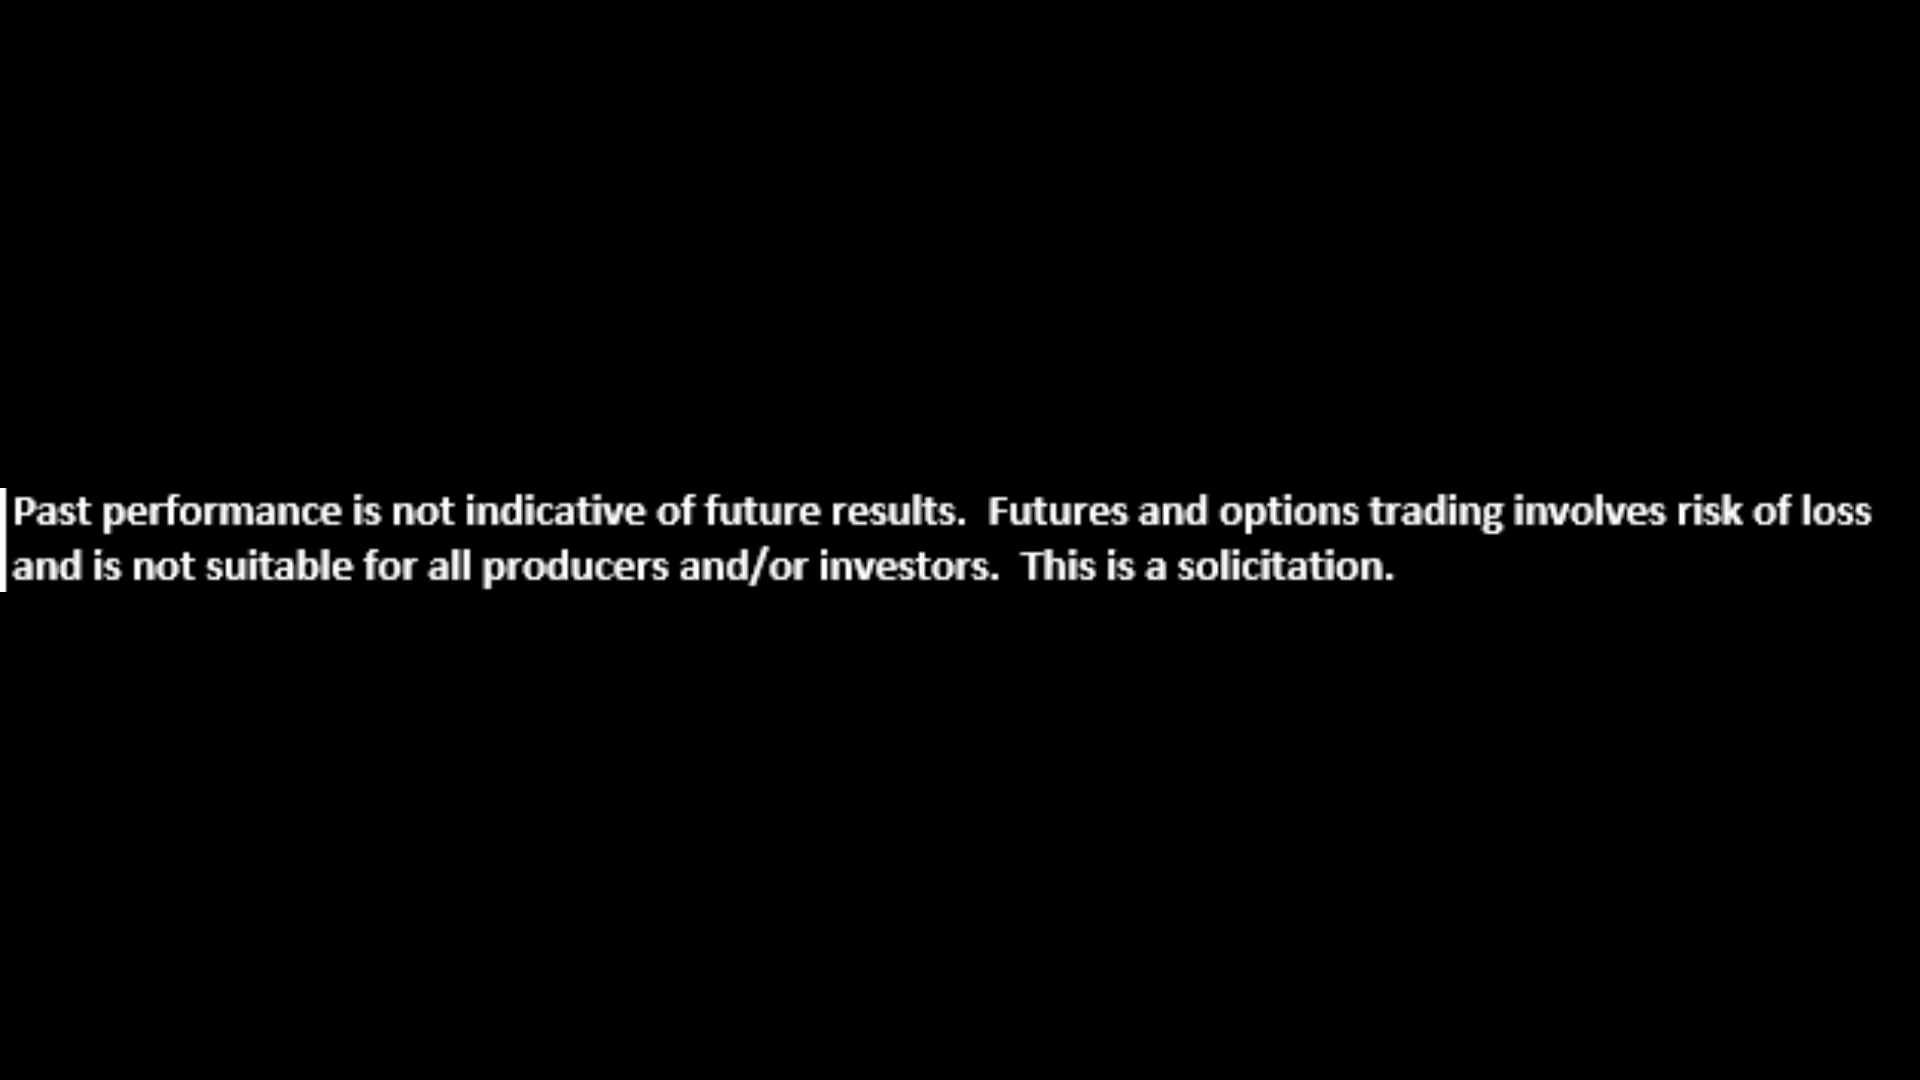 Past performance is not indicative of future results.  Futures and options trading involves risk of loss
and is not suitable for all producers and/or investors.  This is a solicitation.